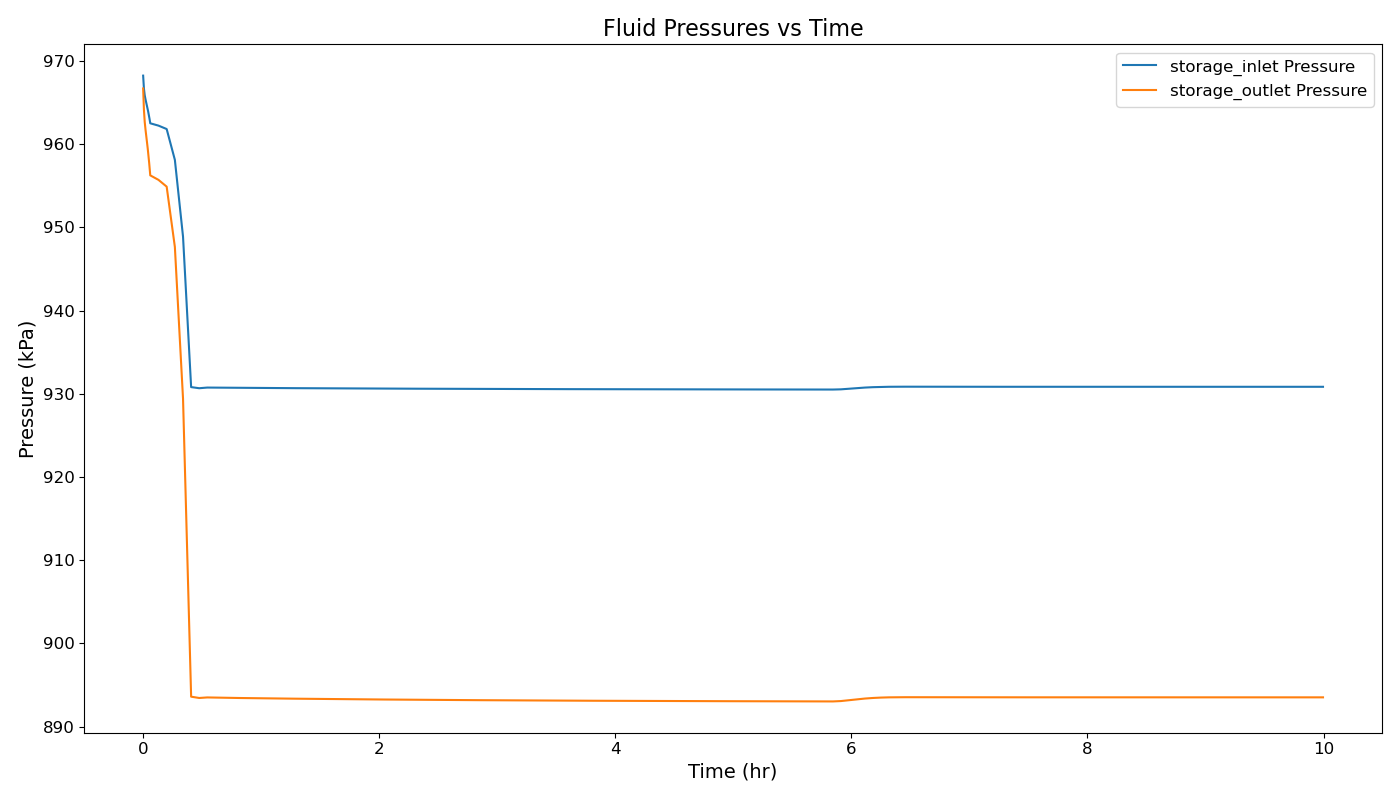 Fluid Pressures vs Time
storage_inlet Pressure
storage_outlet Pressure
Pressure (kPa)
970
960
950
940
930
920
910
900
890
0 2 4 6 8 10
Time (hr)